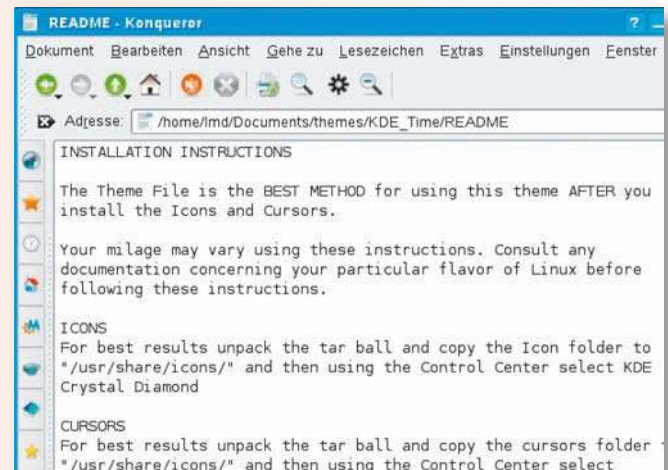 README - Konqueror
Dokument Bearbeiten Ansicht Gehe zu Lesezeichen Extras Einstellungen Fenster
Adresse: /home/lmd/Documents/themes/KDE_Time/README
INSTALLATION INSTRUCTIONS
The Theme File is the BEST METHOD for using this theme AFTER you
install the Icons and Cursors.
Your milage may vary using these instructions. Consult any
documentation concerning your particular flavor of Linux before
following these instructions.
ICONS
For best results unpack the tar ball and copy the Icon folder to
"/usr/share/icons/" and then using the Control Center select KDE
Crystal Diamond
CURSORS
For best results unpack the tar ball and copy the cursors folder
"/usr/share/icons/" and then using the Control Center select